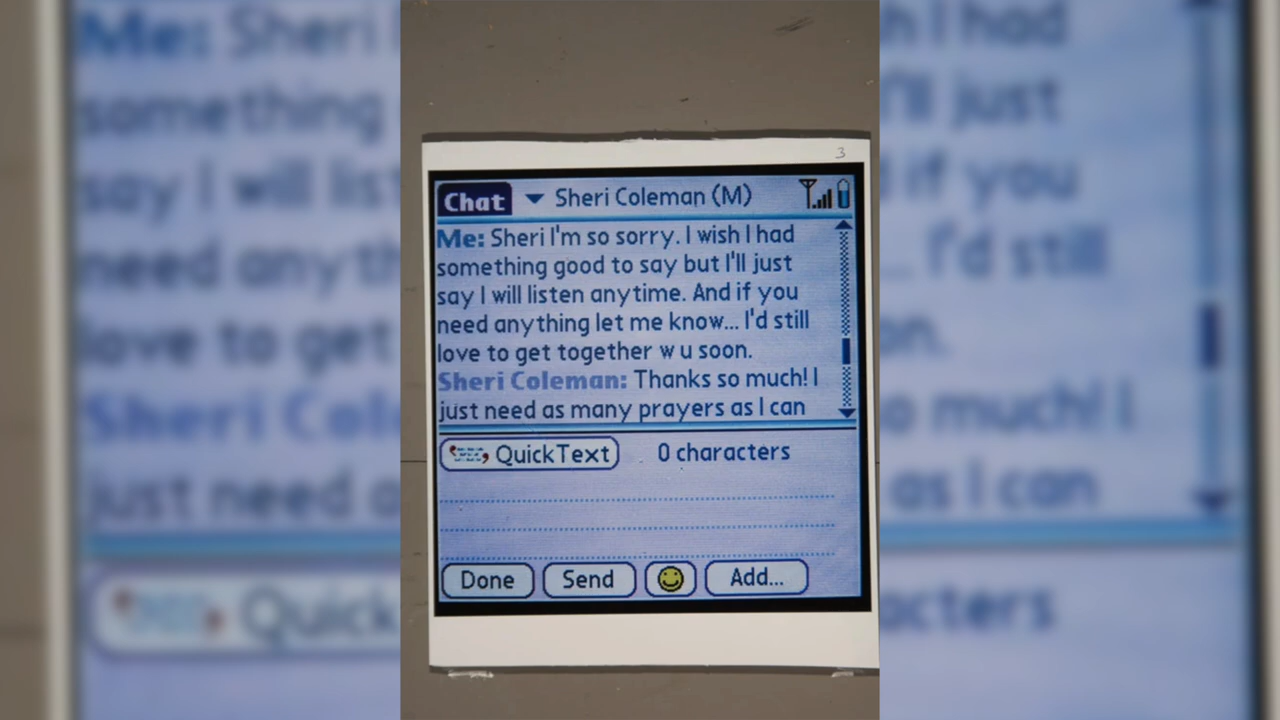 3
Chat Sheri Coleman (M)
Me: Sheri I'm so sorry. I wish I had
something good to say but I'll just
say I will listen anytime. And if you
need anything let me know... I'd still
love to get together w u soon.
Sheri Coleman: Thanks so much! I
just need as many prayers as I can
QuickText 0 characters
Done Send Add...